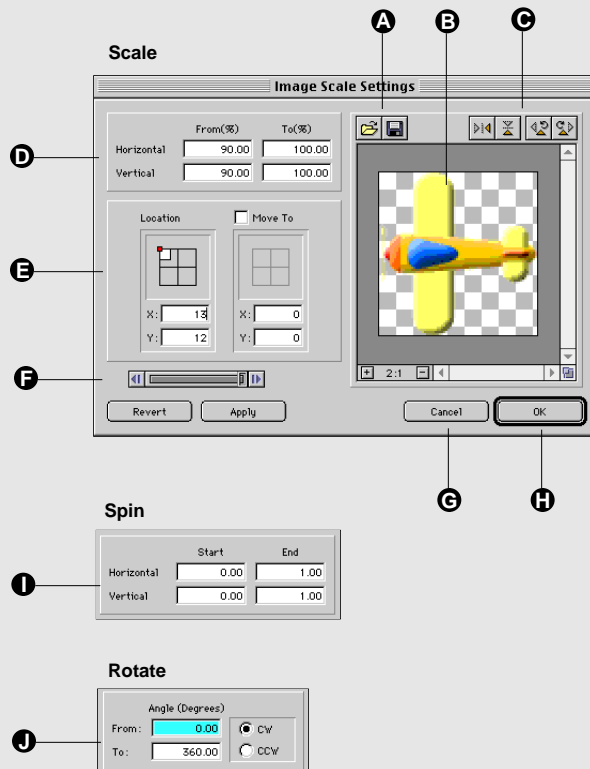 A B C
Scale
Image Scale Settings
From(%) To(%)
Horizontal 90.00 100.00
Vertical 90.00 100.00
D
Location Move To
E
X: 13 X: 0
Y: 12 Y: 0
2:1
F
Revert Apply Cancel OK
G H
Spin
Start End
Horizontal 0.00 1.00
Vertical 0.00 1.00
I
Rotate
Angle (Degrees)
From: 0.00 CW
To: 360.00 CCW
J